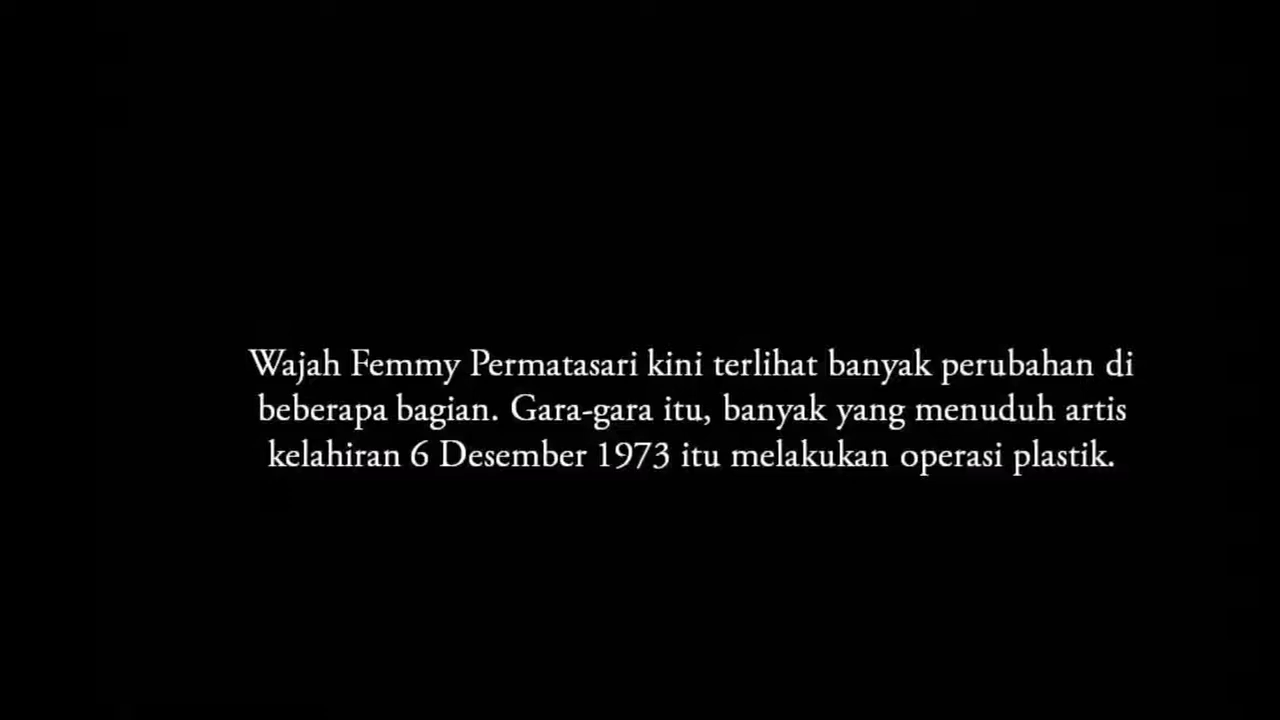 Wajah Femmy Permatasari kini terlihat banyak perubahan di
beberapa bagian. Gara-gara itu, banyak yang menuduh artis
kelahiran 6 Desember 1973 itu melakukan operasi plastik.